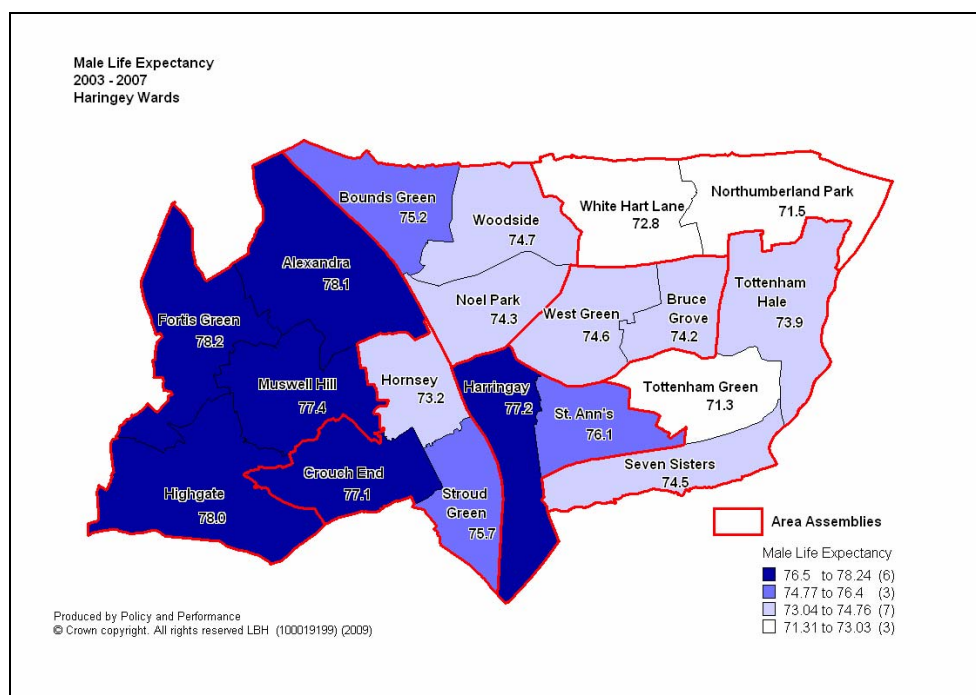 Male Life Expectancy
2003 - 2007
Haringey Wards
Bounds Green
75.2
Woodside
74.7
White Hart Lane
72.8
Northumberland Park
71.5
Alexandra
78.1
Fortis Green
78.2
Noel Park
74.3
West Green
74.6
Bruce
Grove
74.2
Tottenham
Hale
73.9
Muswell Hill
77.4
Hornsey
73.2
Harringay
77.2
St. Ann's
76.1
Tottenham Green
71.3
Highgate
78.0
Crouch End
77.1
Stroud
Green
75.7
Seven Sisters
74.5
Area Assemblies
Male Life Expectancy
76.5 to 78.24 (6)
74.77 to 76.4 (3)
73.04 to 74.76 (7)
71.31 to 73.03 (3)
Produced by Policy and Performance
© Crown copyright. All rights reserved LBH (100019199) (2009)